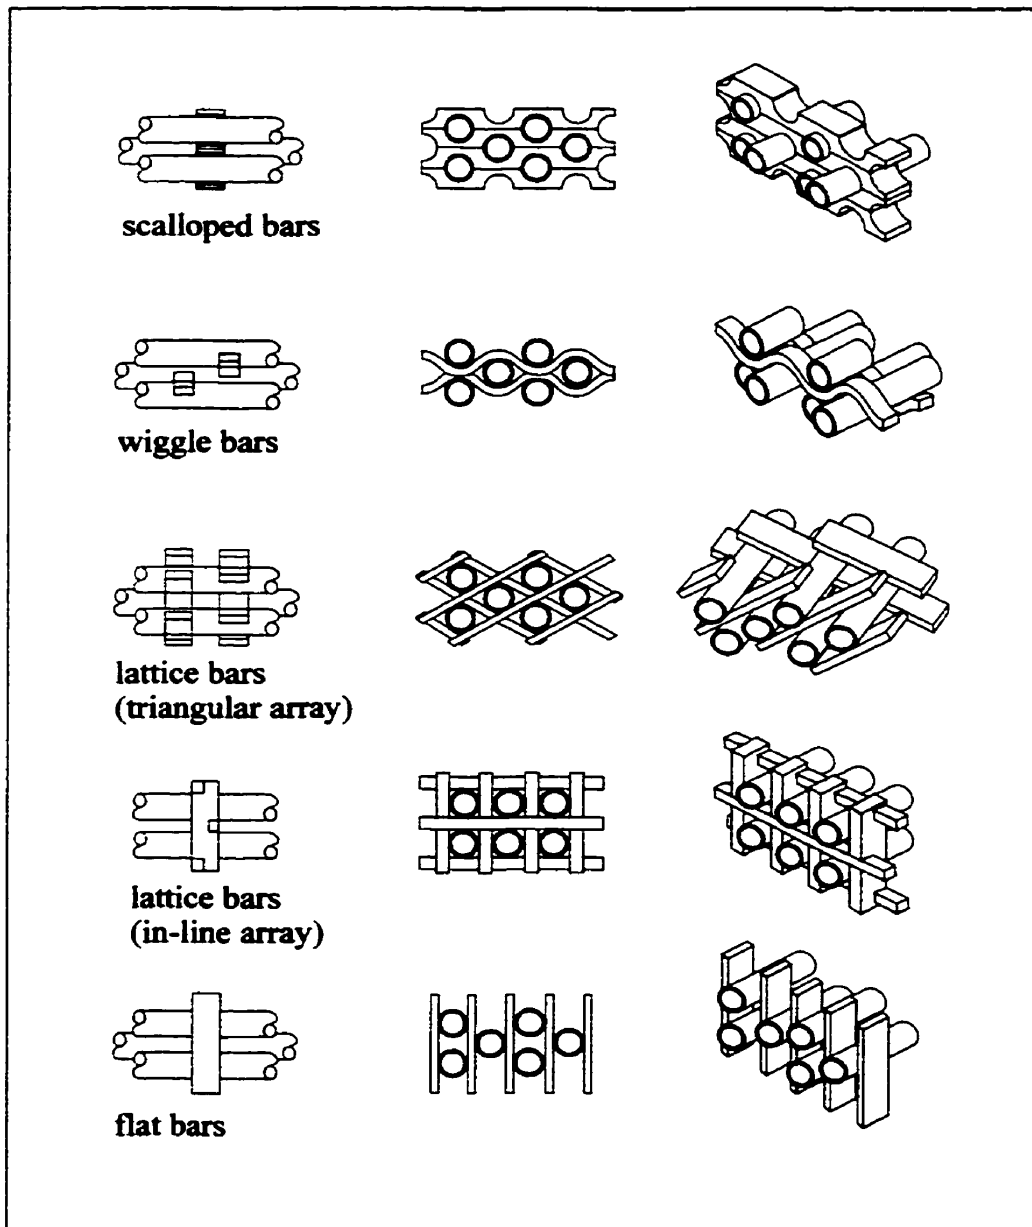 scalloped bars
wiggle bars
lattice bars
(triangular array)
lattice bars
(in-line array)
flat bars